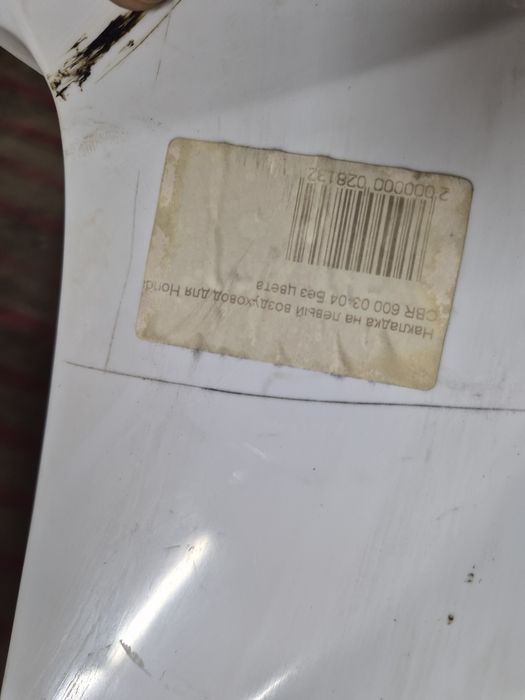 Накладка на левый воздуховод для Hond
CBR 600 03-04 Без цвета
2 000000 028132